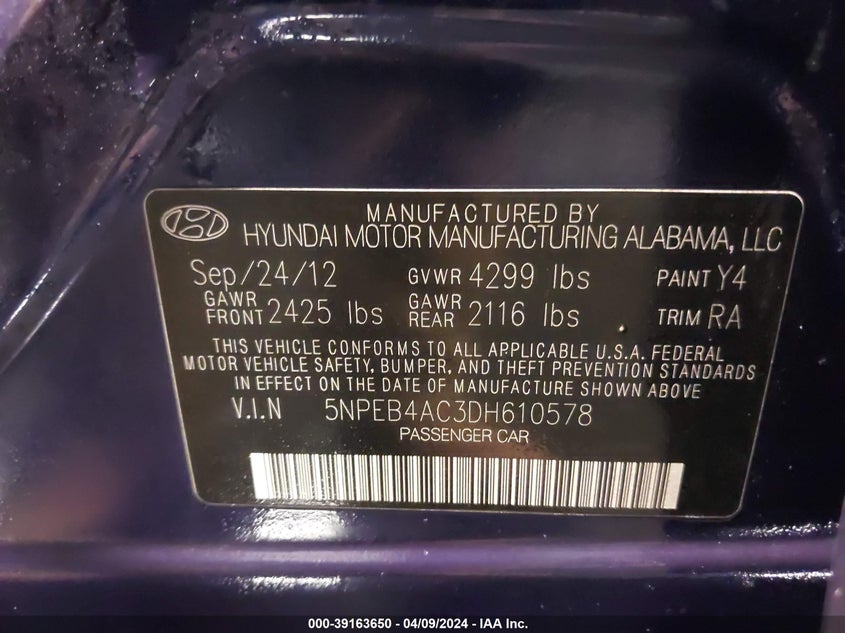 MANUFACTURED BY
HYUNDAI MOTOR MANUFACTURING ALABAMA, LLC
Sep/24/12 GVWR 4299 lbs PAINT Y4
GAWR FRONT 2425 lbs GAWR REAR 2116 lbs TRIM RA
THIS VEHICLE CONFORMS TO ALL APPLICABLE U.S.A. FEDERAL
MOTOR VEHICLE SAFETY, BUMPER, AND THEFT PREVENTION STANDARDS
IN EFFECT ON THE DATE OF MANUFACTURE SHOWN ABOVE
V.I.N 5NPEB4AC3DH610578
PASSENGER CAR
000-39163650 - 04/09/2024 - IAA Inc.